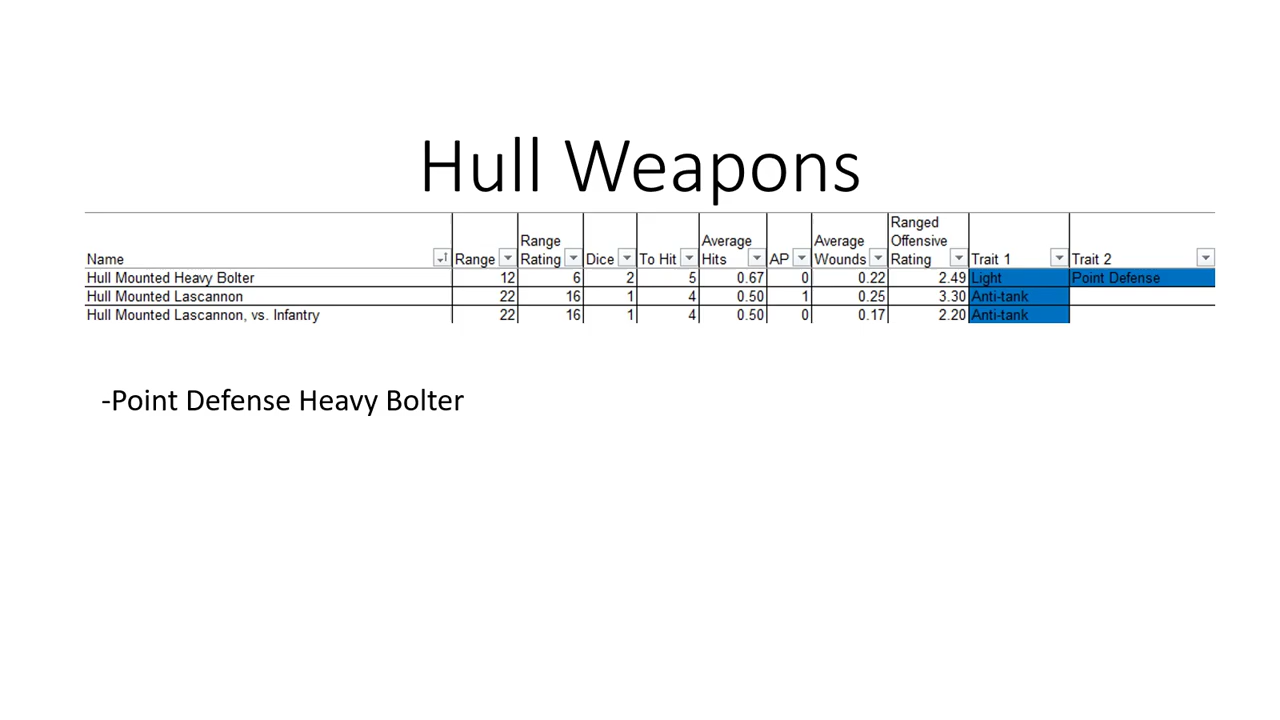 Hull Weapons
Name Range Range Rating Dice To Hit Average Hits AP Average Wounds Ranged Offensive Rating Trait 1 Trait 2
Hull Mounted Heavy Bolter 12 6 2 5 0.67 0 0.22 2.49 Light Point Defense
Hull Mounted Lascannon 22 16 1 4 0.50 1 0.25 3.30 Anti-tank
Hull Mounted Lascannon, vs. Infantry 22 16 1 4 0.50 0 0.17 2.20 Anti-tank
-Point Defense Heavy Bolter